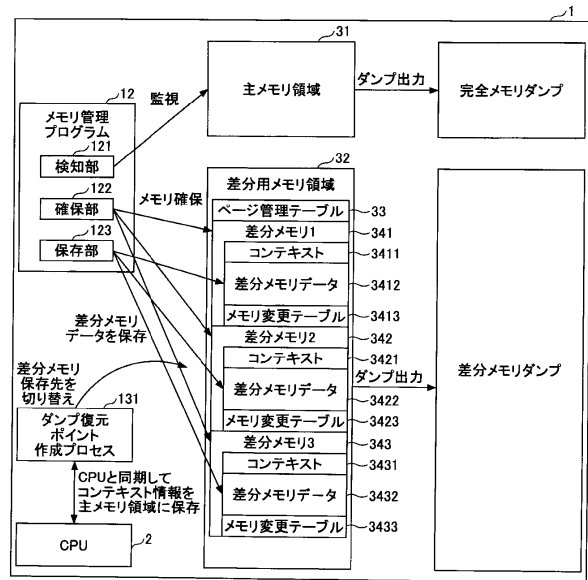 1
31
主メモリ領域
ダンプ出力
完全メモリダンプ
12
メモリ管理
プログラム
監視
121
検知部
122
確保部
123
保存部
メモリ確保
32
差分用メモリ領域
ページ管理テーブル
33
差分メモリ1
341
コンテキスト
3411
差分メモリデータ
3412
メモリ変更テーブル
3413
差分メモリ2
342
コンテキスト
3421
差分メモリデータ
3422
メモリ変更テーブル
3423
差分メモリ3
343
コンテキスト
3431
差分メモリデータ
3432
メモリ変更テーブル
3433
ダンプ出力
差分メモリダンプ
差分メモリ
データを保存
差分メモリ
保存先を
切り替え
131
ダンプ復元
ポイント
作成プロセス
CPUと同期して
コンテキスト情報を
主メモリ領域に保存
CPU
2